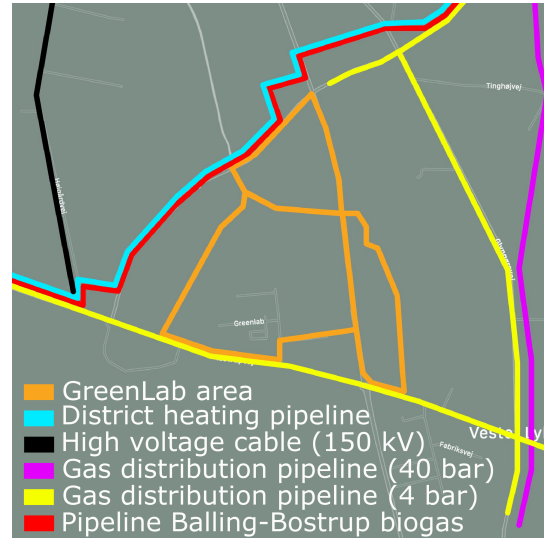 Tinghøjvej
Greenlab
Fabriksvej
GreenLab area
District heating pipeline
High voltage cable (150 kV)
Gas distribution pipeline (40 bar)
Gas distribution pipeline (4 bar)
Pipeline Balling-Bostrup biogas